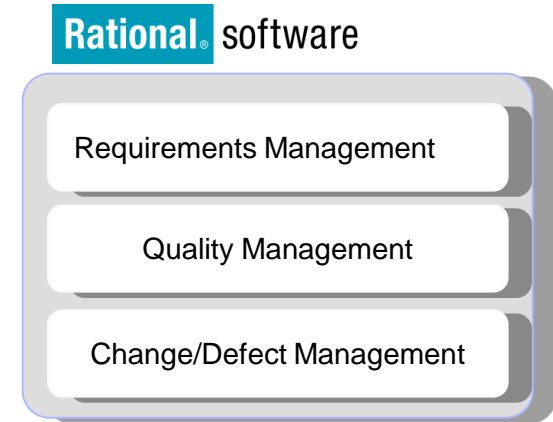 Rational® software
Requirements Management
Quality Management
Change/Defect Management